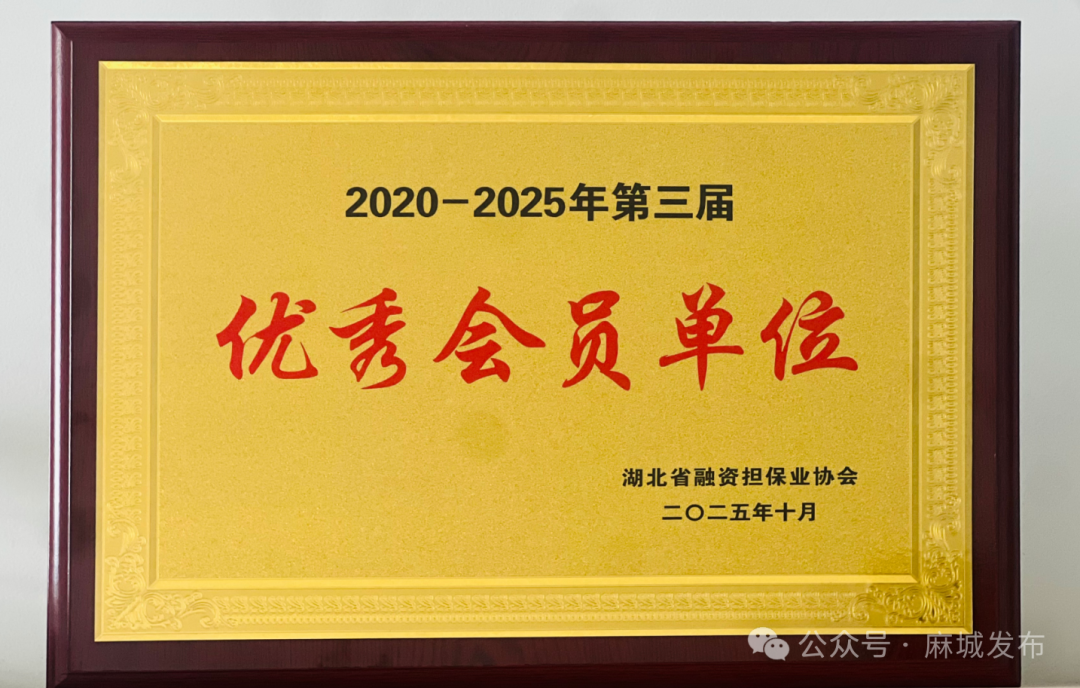 2020-2025年第三届
优秀会员单位
湖北省融资担保业协会
二〇二五年十月
公众号·麻城发布